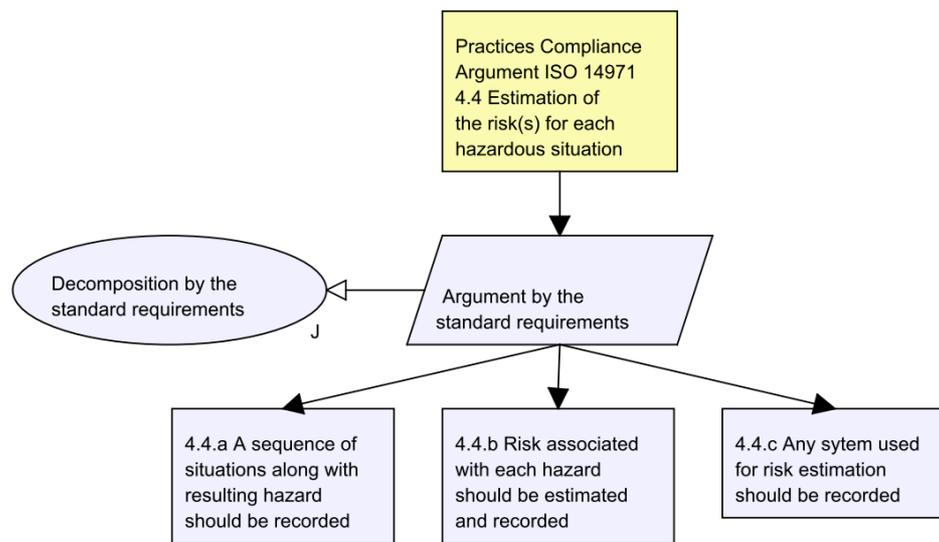 Practices Compliance
Argument ISO 14971
4.4 Estimation of
the risk(s) for each
hazardous situation
Decomposition by the
standard requirements
J
Argument by the
standard requirements
4.4.a A sequence of
situations along with
resulting hazard
should be recorded
4.4.b Risk associated
with each hazard
should be estimated
and recorded
4.4.c Any sytem used
for risk estimation
should be recorded